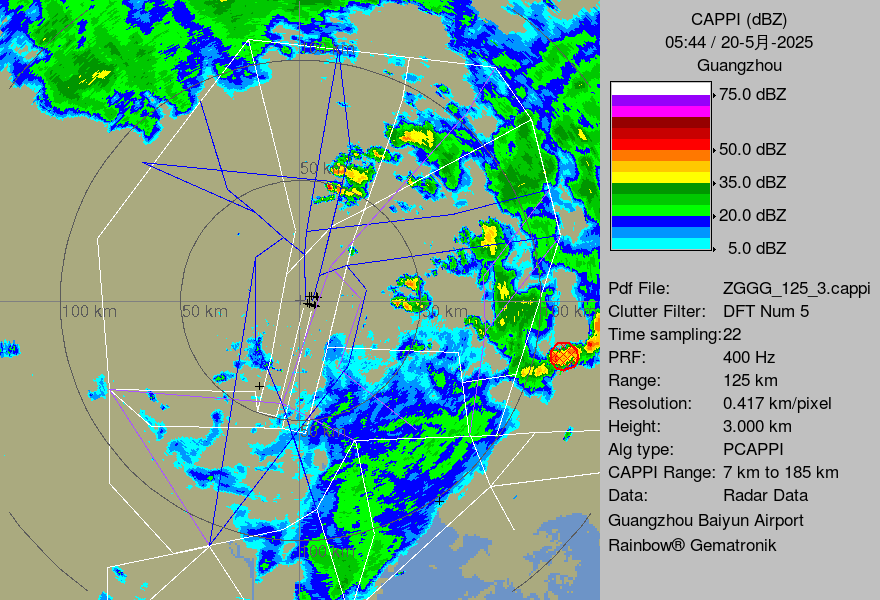 CAPPI (dBZ)
05:44 / 20-5月-2025
Guangzhou
75.0 dBZ
50.0 dBZ
35.0 dBZ
20.0 dBZ
5.0 dBZ
Pdf File: ZGGG_125_3.cappi
Clutter Filter: DFT Num 5
Time sampling:22
PRF: 400 Hz
Range: 125 km
Resolution: 0.417 km/pixel
Height: 3.000 km
Alg type: PCAPPI
CAPPI Range: 7 km to 185 km
Data: Radar Data
Guangzhou Baiyun Airport
Rainbow® Gematronik
50 km
100 km
50 km